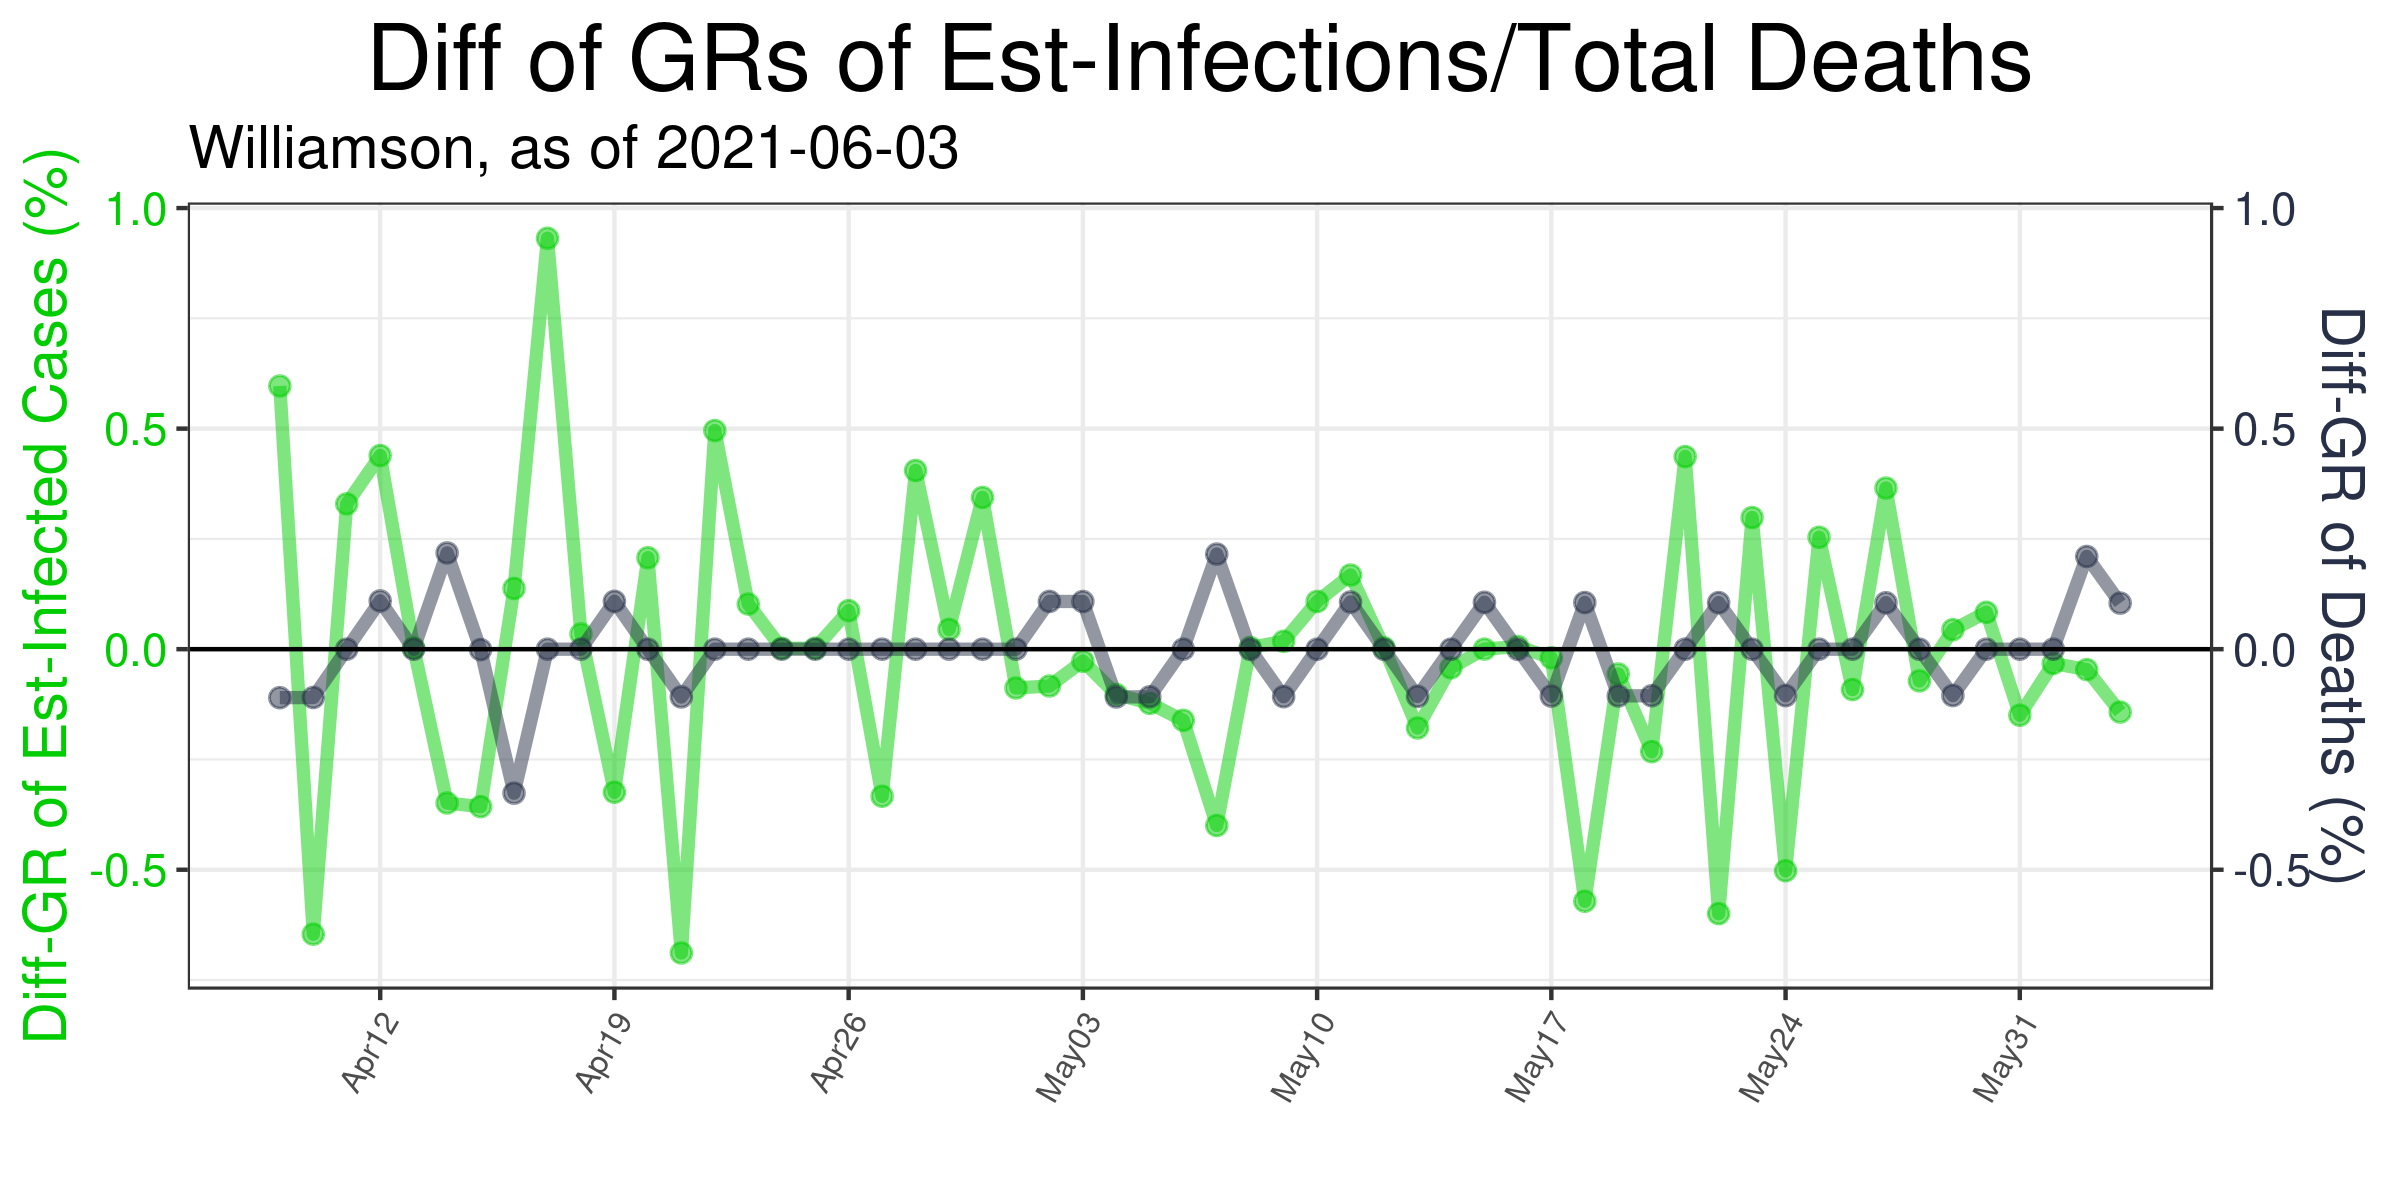 Diff of GRs of Est-Infections/Total Deaths
Williamson, as of 2021-06-03
Diff-GR of Est-Infected Cases (%)
1.0
0.5
0.0
-0.5
1.0
0.5
0.0
-0.5
Diff-GR of Deaths (%)
Apr12
Apr19
Apr26
May03
May10
May17
May24
May31